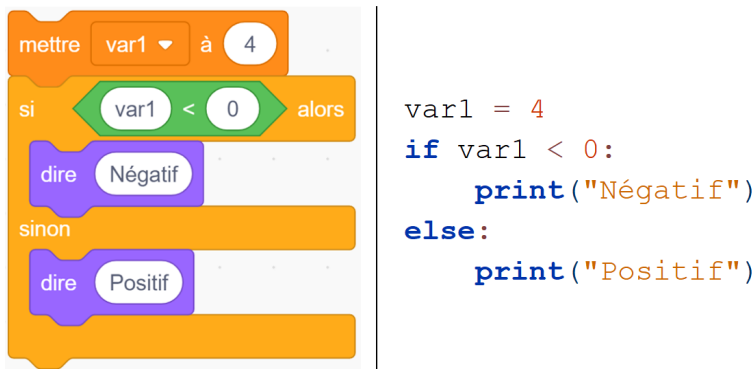 mettre var1 à 4
si var1 < 0 alors
dire Négatif
sinon
dire Positif
var1 = 4
if var1 < 0:
print("Négatif")
else:
print("Positif")